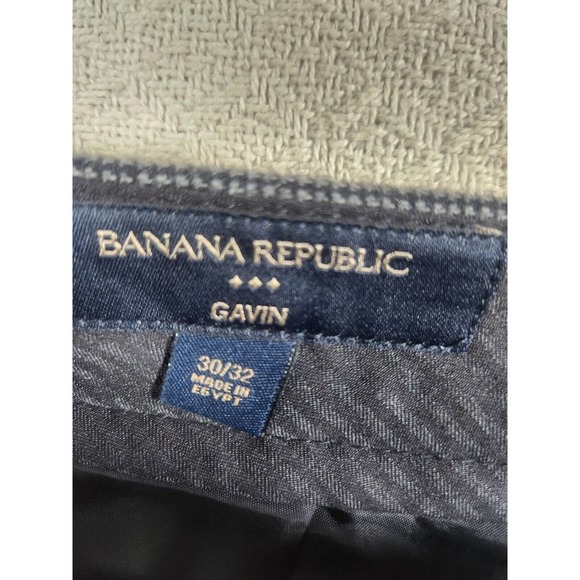 BANANA REPUBLIC
GAVIN
30/32
MADE IN
EGYPT